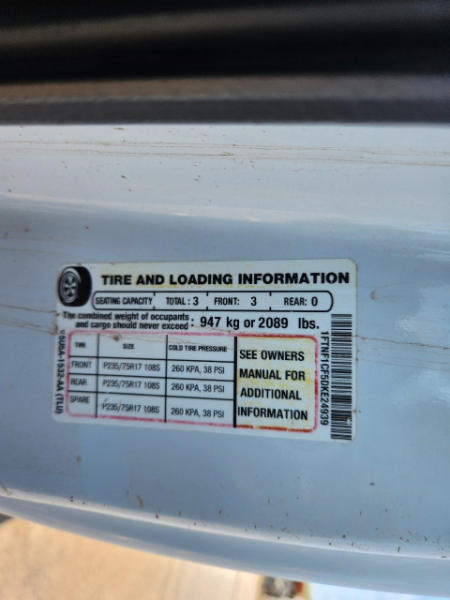 TIRE AND LOADING INFORMATION
SEATING CAPACITY TOTAL: 3 FRONT: 3 REAR: 0
The combined weight of occupants
and cargo should never exceed: 947 kg or 2089 lbs.
TIRE SIZE COLD TIRE PRESSURE
FRONT P235/75R17 108S 260 KPA, 38 PSI
REAR P235/75R17 108S 260 KPA, 38 PSI
SPARE P235/75R17 108S 260 KPA, 38 PSI
SEE OWNERS
MANUAL FOR
ADDITIONAL
INFORMATION
1FTNF1CF5DKE24939